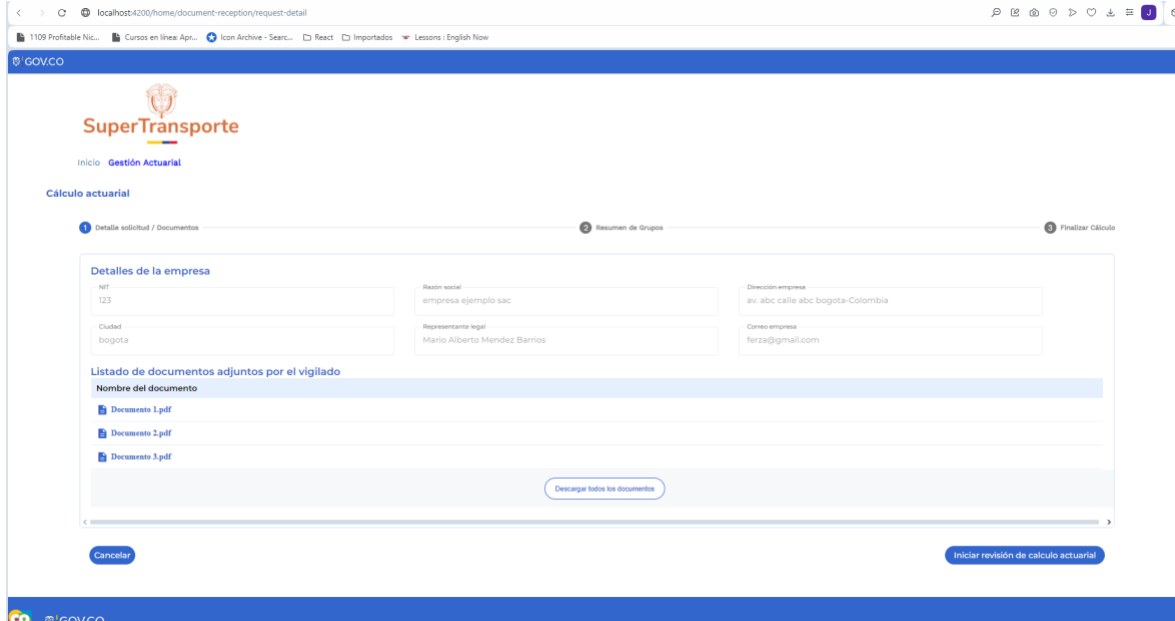 localhost:4200/home/document-reception/request-detail
J
1109 Profitable Nic... Cursos en línea: Apr... Icon Archive - Searc... React Importados Lessons : English Now
GOV.CO
SuperTransporte
Inicio Gestión Actuarial
Cálculo actuarial
1 Detalle solicitud / Documentos 2 Resumen de Grupos 3 Finalizar Cálculo
Detalles de la empresa
NIT Razón social Dirección empresa
123 empresa ejemplo sac av. abc calle abc bogota-Colombia
Ciudad Representante legal Correo empresa
bogota Mario Alberto Mendez Barrios ferza@gmail.com
Listado de documentos adjuntos por el vigilado
Nombre del documento
Documento 1.pdf
Documento 2.pdf
Documento 3.pdf
Descargar todos los documentos
Cancelar Iniciar revisión de calculo actuarial
GOV.CO